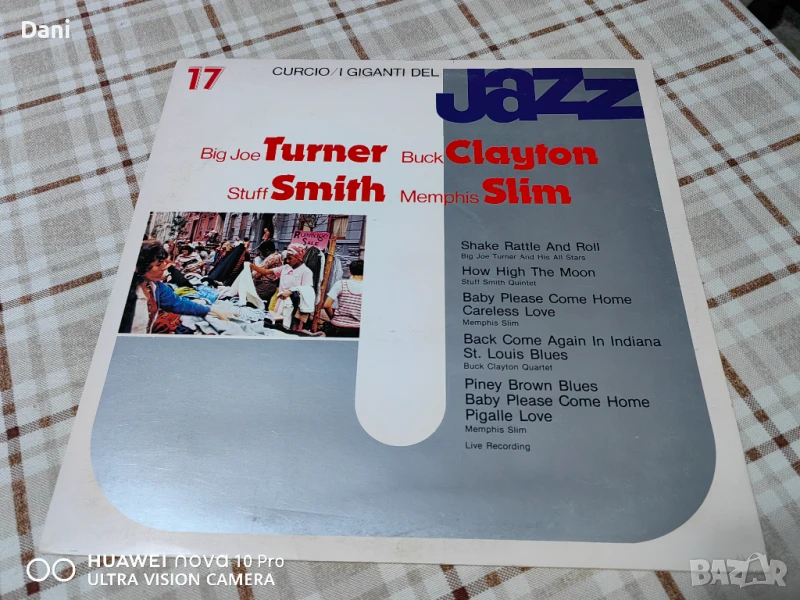 Dani
17
CURCIO/I GIGANTI DEL
Jazz
Big Joe Turner Buck Clayton
Stuff Smith Memphis Slim
RUMMAGE
SALE
Shake Rattle And Roll
Big Joe Turner And His All Stars
How High The Moon
Stuff Smith Quintet
Baby Please Come Home
Careless Love
Memphis Slim
Back Come Again In Indiana
St. Louis Blues
Buck Clayton Quartet
Piney Brown Blues
Baby Please Come Home
Pigalle Love
Memphis Slim
Live Recording
HUAWEI nova 10 Pro
ULTRA VISION CAMERA
BAZAR